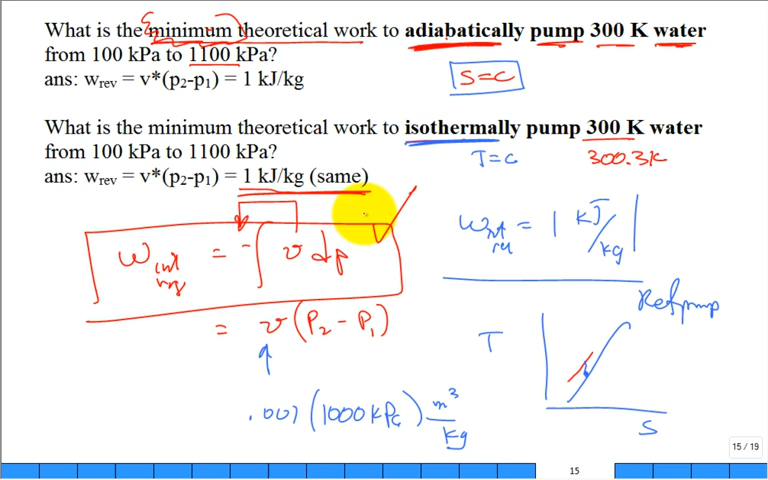 What is the minimum theoretical work to adiabatically pump 300 K water
from 100 kPa to 1100 kPa?
ans: wrev = v*(p2-p1) = 1 kJ/kg
S=C
What is the minimum theoretical work to isothermally pump 300 K water
from 100 kPa to 1100 kPa?
T=C
300.3K
ans: wrev = v*(p2-p1) = 1 kJ/kg (same)
w int rev = -∫ v dp
= v(P2 - P1)
.001 (1000 kPa) m³/kg
w int rev = 1 kJ/kg
pump
T
S
15 / 19
15